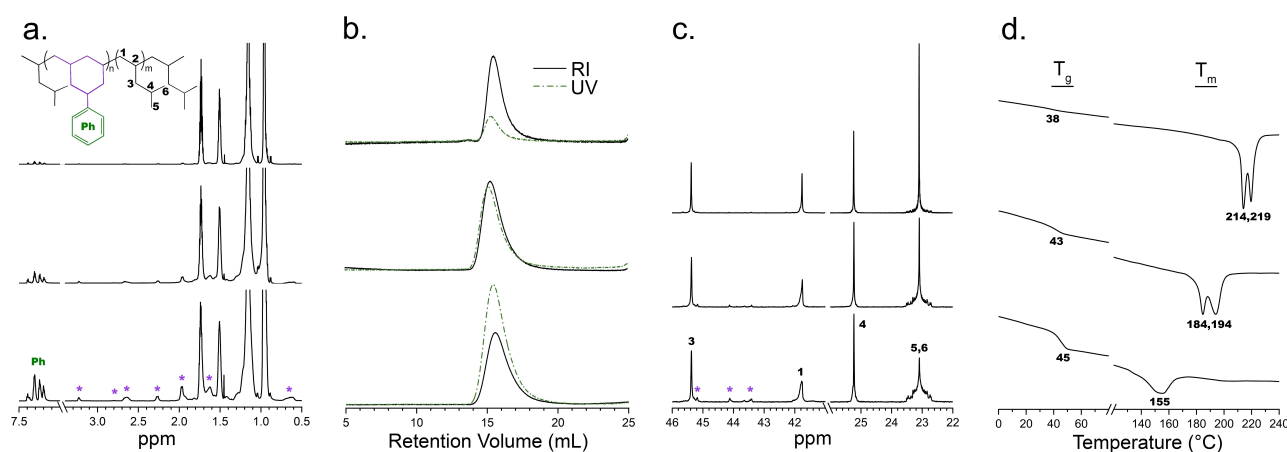 a.
1
2
n
m
3
4
6
5
Ph
Ph
* * * * * * *
7.5 3.0 2.5 2.0 1.5 1.0 0.5
ppm
b.
RI
UV
5 10 15 20 25
Retention Volume (mL)
c.
4
3
5,6
1
* * *
46 45 44 43 42 25 24 23 22
ppm
d.
Tg Tm
38
214,219
43
184,194
45
155
0 20 40 60 140 160 180 200 220 240
Temperature (°C)